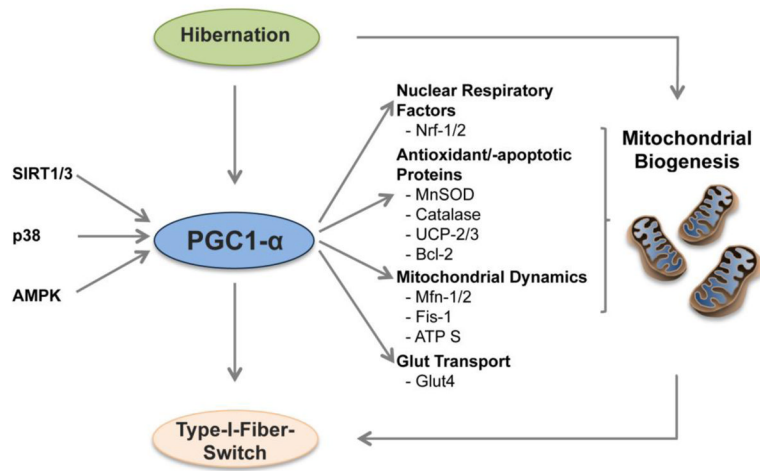 Hibernation
SIRT1/3
p38
AMPK
PGC1-α
Nuclear Respiratory
Factors
- Nrf-1/2
Antioxidant/-apoptotic
Proteins
- MnSOD
- Catalase
- UCP-2/3
- Bcl-2
Mitochondrial Dynamics
- Mfn-1/2
- Fis-1
- ATP S
Glut Transport
- Glut4
Mitochondrial
Biogenesis
Type-I-Fiber-
Switch